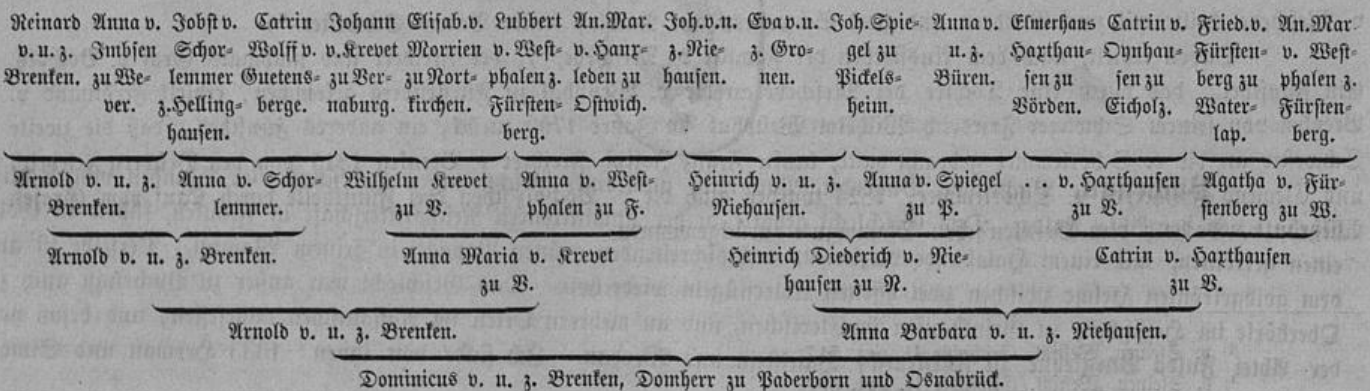 Reinard Anna v. Jobst v. Catrin Johann Elisab. v. Lubbert An. Mar. Joh. v. n. Eva v. u. Joh. Spie- Anna v. Elmerhaus Catrin v. Fried. v. An. Mar
v. u. z. Imbsen Schor- Wolff v. v. Krevet Morrien v. West- v. Hanx- z. Nie- z. Gro- gel zu u. z. Haxthau- Oynhau- Fürsten- v. West-
Brenken. zu We- lemmer Guetens- zu Ver- zu Nort- phalen z. leden zu hausen. nen. Pickels- Büren. sen zu sen zu berg zu phalen z.
ver. z. Helling- berge. naburg. kirchen. Fürsten- Ostwich. heim. Vörden. Eicholz. Water- Fürsten-
hausen. berg. lap. berg.
Arnold v. u. z. Anna v. Schor- Wilhelm Krevet Anna v. West- Heinrich v. u. z. Anna v. Spiegel . . v. Haxthausen Agatha v. Für-
Brenken. lemmer. zu V. phalen zu F. Niehausen. zu P. zu V. stenberg zu W.
Arnold v. u. z. Brenken. Anna Maria v. Krevet Heinrich Diederich v. Nie- Catrin v. Haxthausen
zu V. hausen zu N. zu V.
Arnold v. u. z. Brenken. Anna Barbara v. u. z. Niehausen.
Dominicus v. u. z. Brenken, Domherr zu Paderborn und Osnabrück.